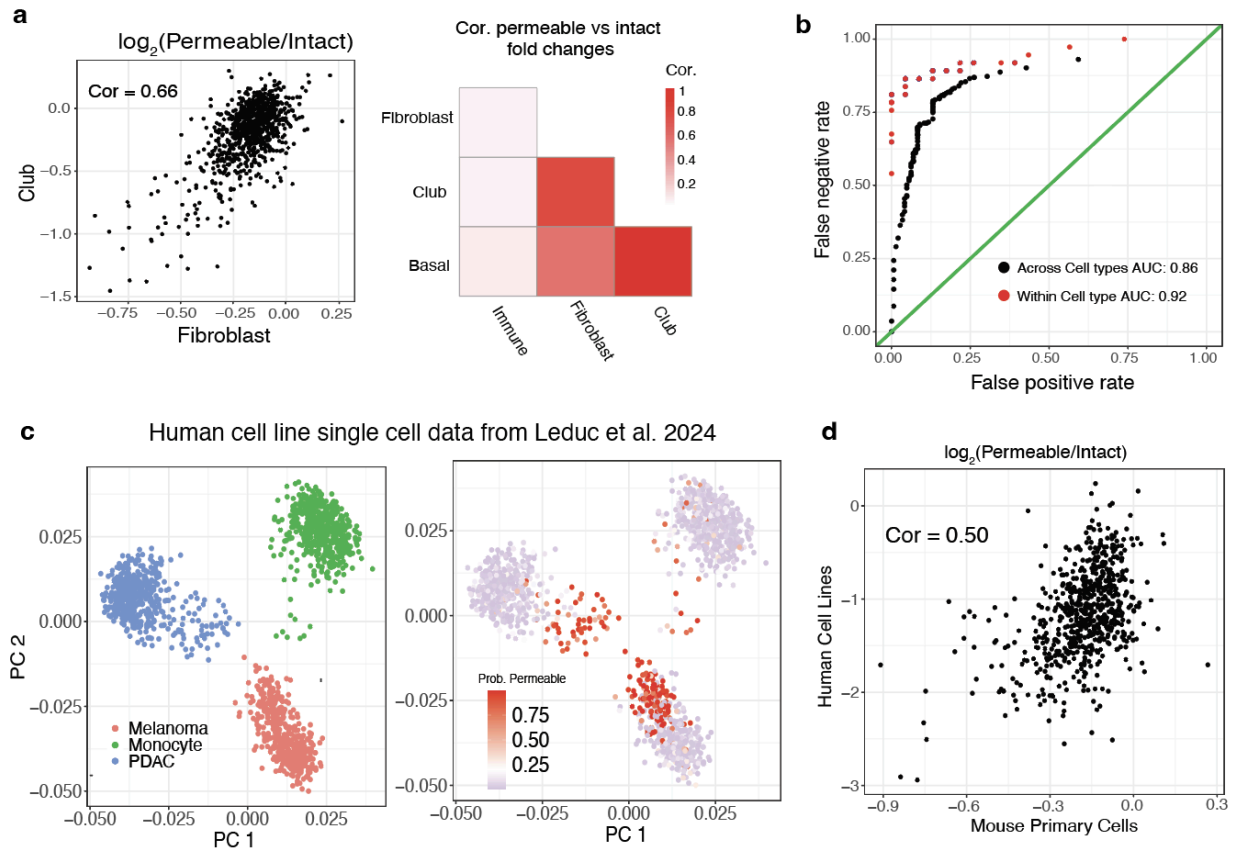 a
log2(Permeable/Intact)
Cor = 0.66
Club
0.0
−0.5
−1.0
−1.5
−0.75
−0.50
−0.25
0.00
0.25
Fibroblast
Cor. permeable vs intact
fold changes
Cor.
1
0.8
0.6
0.4
0.2
FIbroblast
Club
Basal
Immune
Fibroblast
Club
b
False negative rate
1.00
0.75
0.50
0.25
0.00
Across Cell types AUC: 0.86
Within Cell type AUC: 0.92
0.00
0.25
0.50
0.75
1.00
False positive rate
c
Human cell line single cell data from Leduc et al. 2024
PC 2
0.025
0.000
−0.025
−0.050
Melanoma
Monocyte
PDAC
−0.050
−0.025
0.000
0.025
PC 1
0.025
0.000
−0.025
−0.050
Prob. Permeable
0.75
0.50
0.25
−0.050
−0.025
0.000
0.025
PC 1
d
log2(Permeable/Intact)
Cor = 0.50
Human Cell Lines
0
−1
−2
−3
−0.9
−0.6
−0.3
0.0
0.3
Mouse Primary Cells